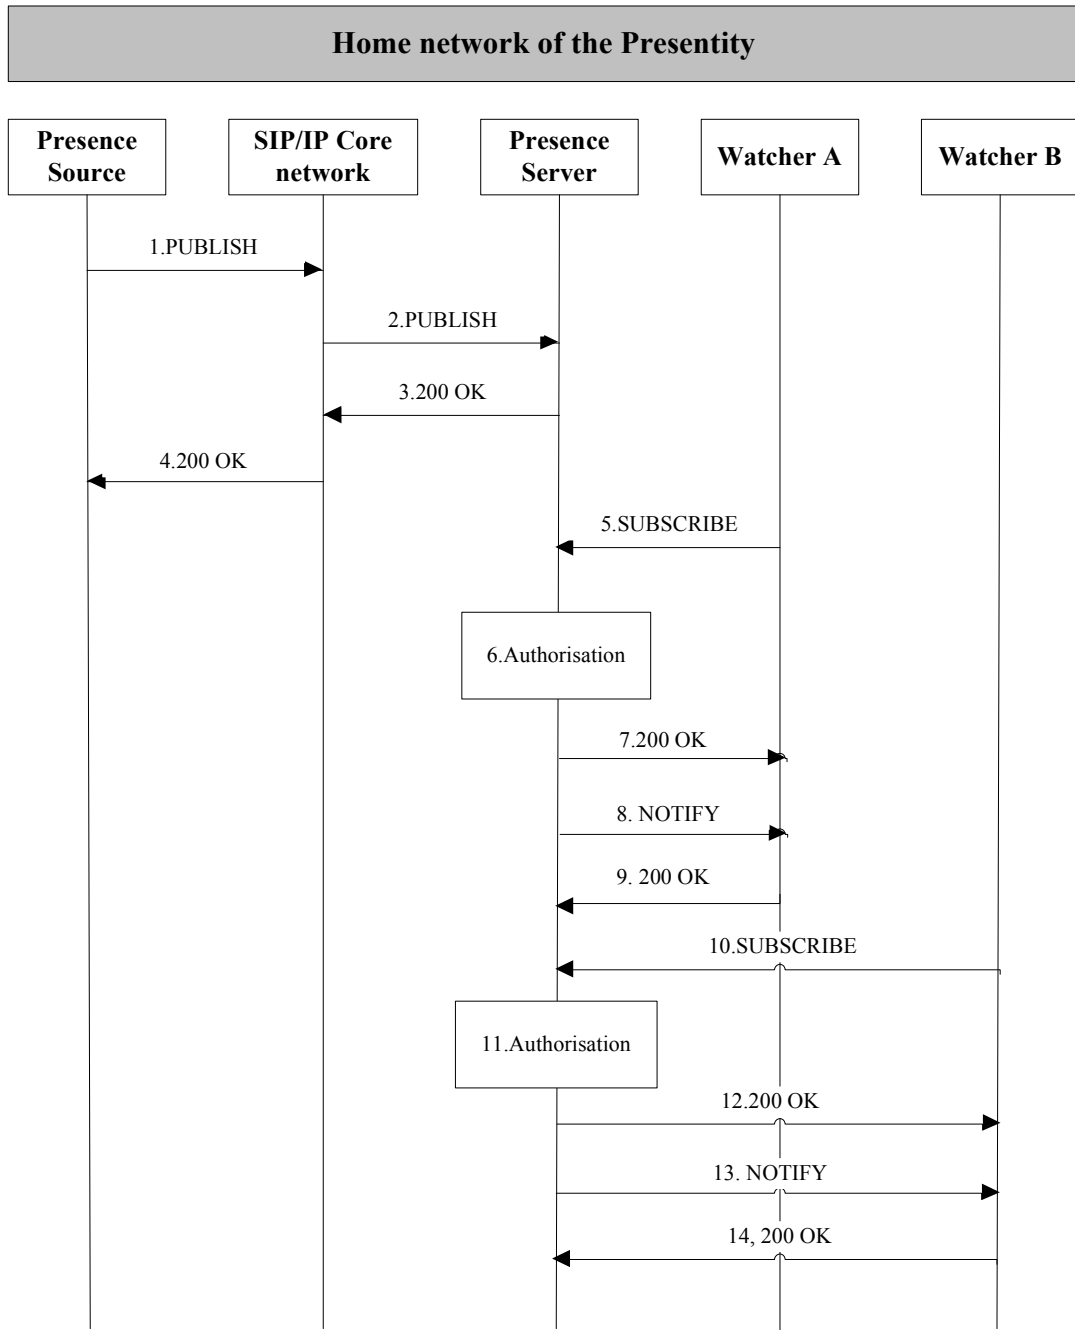 Home network of the Presentity
Presence
Source
SIP/IP Core
network
Presence
Server
Watcher A
Watcher B
1.PUBLISH
2.PUBLISH
3.200 OK
4.200 OK
5.SUBSCRIBE
6.Authorisation
7.200 OK
8. NOTIFY
9. 200 OK
10.SUBSCRIBE
11.Authorisation
12.200 OK
13. NOTIFY
14, 200 OK